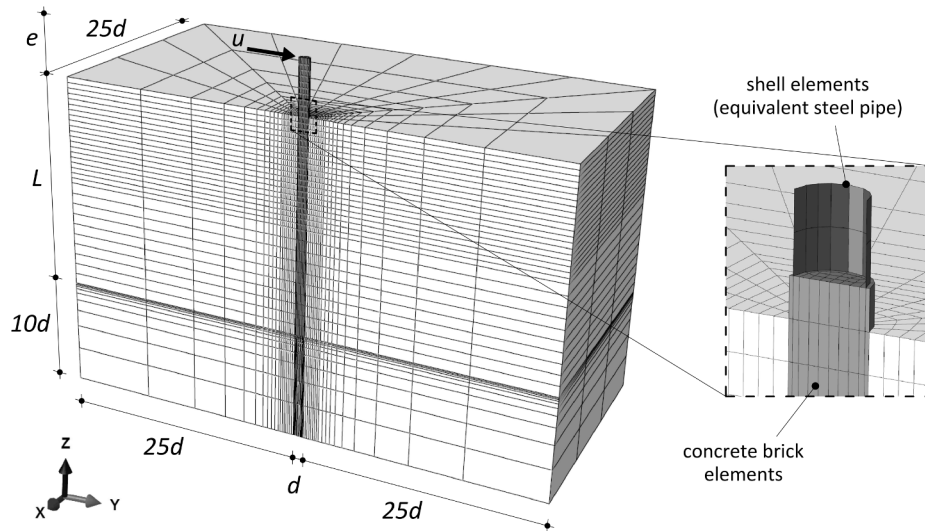 25d
e
u
L
10d
25d
d
25d
Z
X
Y
shell elements
(equivalent steel pipe)
concrete brick
elements